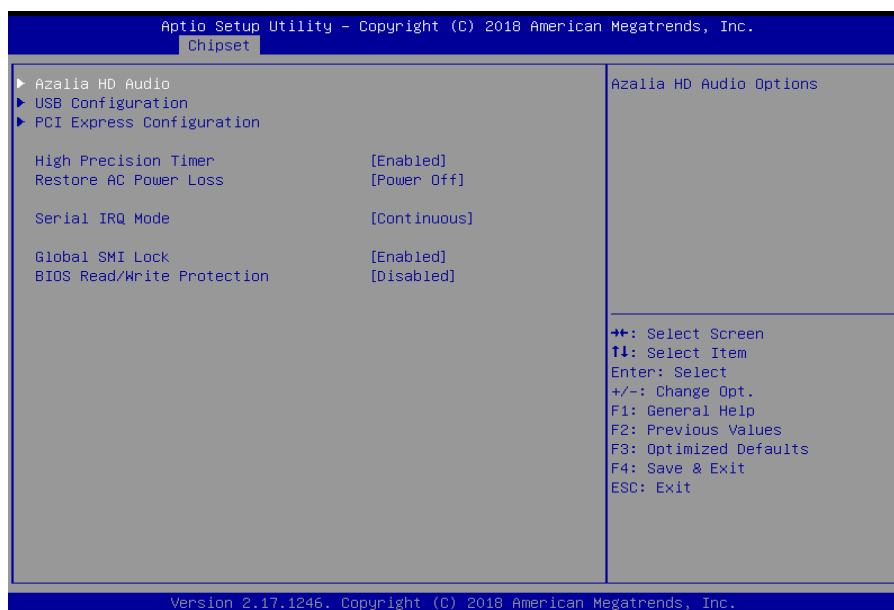 Aptio Setup Utility – Copyright (C) 2018 American Megatrends, Inc.
Chipset
▶ Azalia HD Audio
▶ USB Configuration
▶ PCI Express Configuration
High Precision Timer [Enabled]
Restore AC Power Loss [Power Off]
Serial IRQ Mode [Continuous]
Global SMI Lock [Enabled]
BIOS Read/Write Protection [Disabled]
Azalia HD Audio Options
→←: Select Screen
↑↓: Select Item
Enter: Select
+/-: Change Opt.
F1: General Help
F2: Previous Values
F3: Optimized Defaults
F4: Save & Exit
ESC: Exit
Version 2.17.1246. Copyright (C) 2018 American Megatrends, Inc.